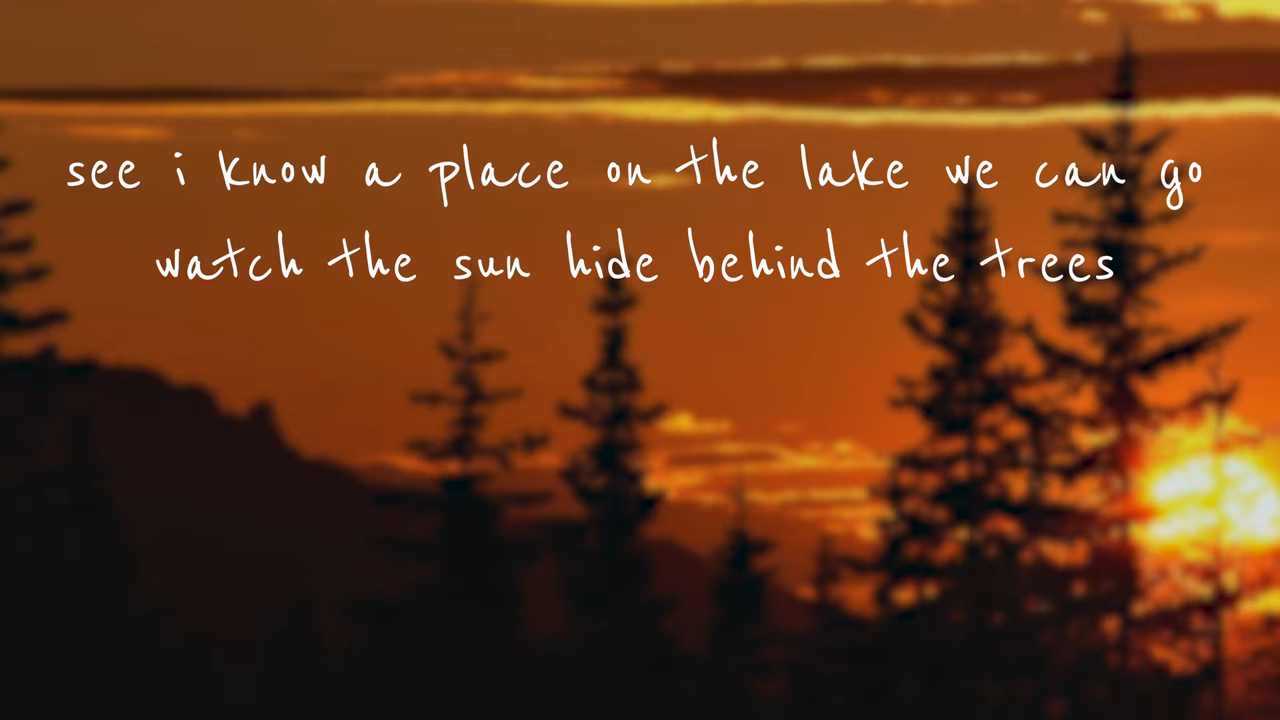 see i know a place on the lake we can go
watch the sun hide behind the trees